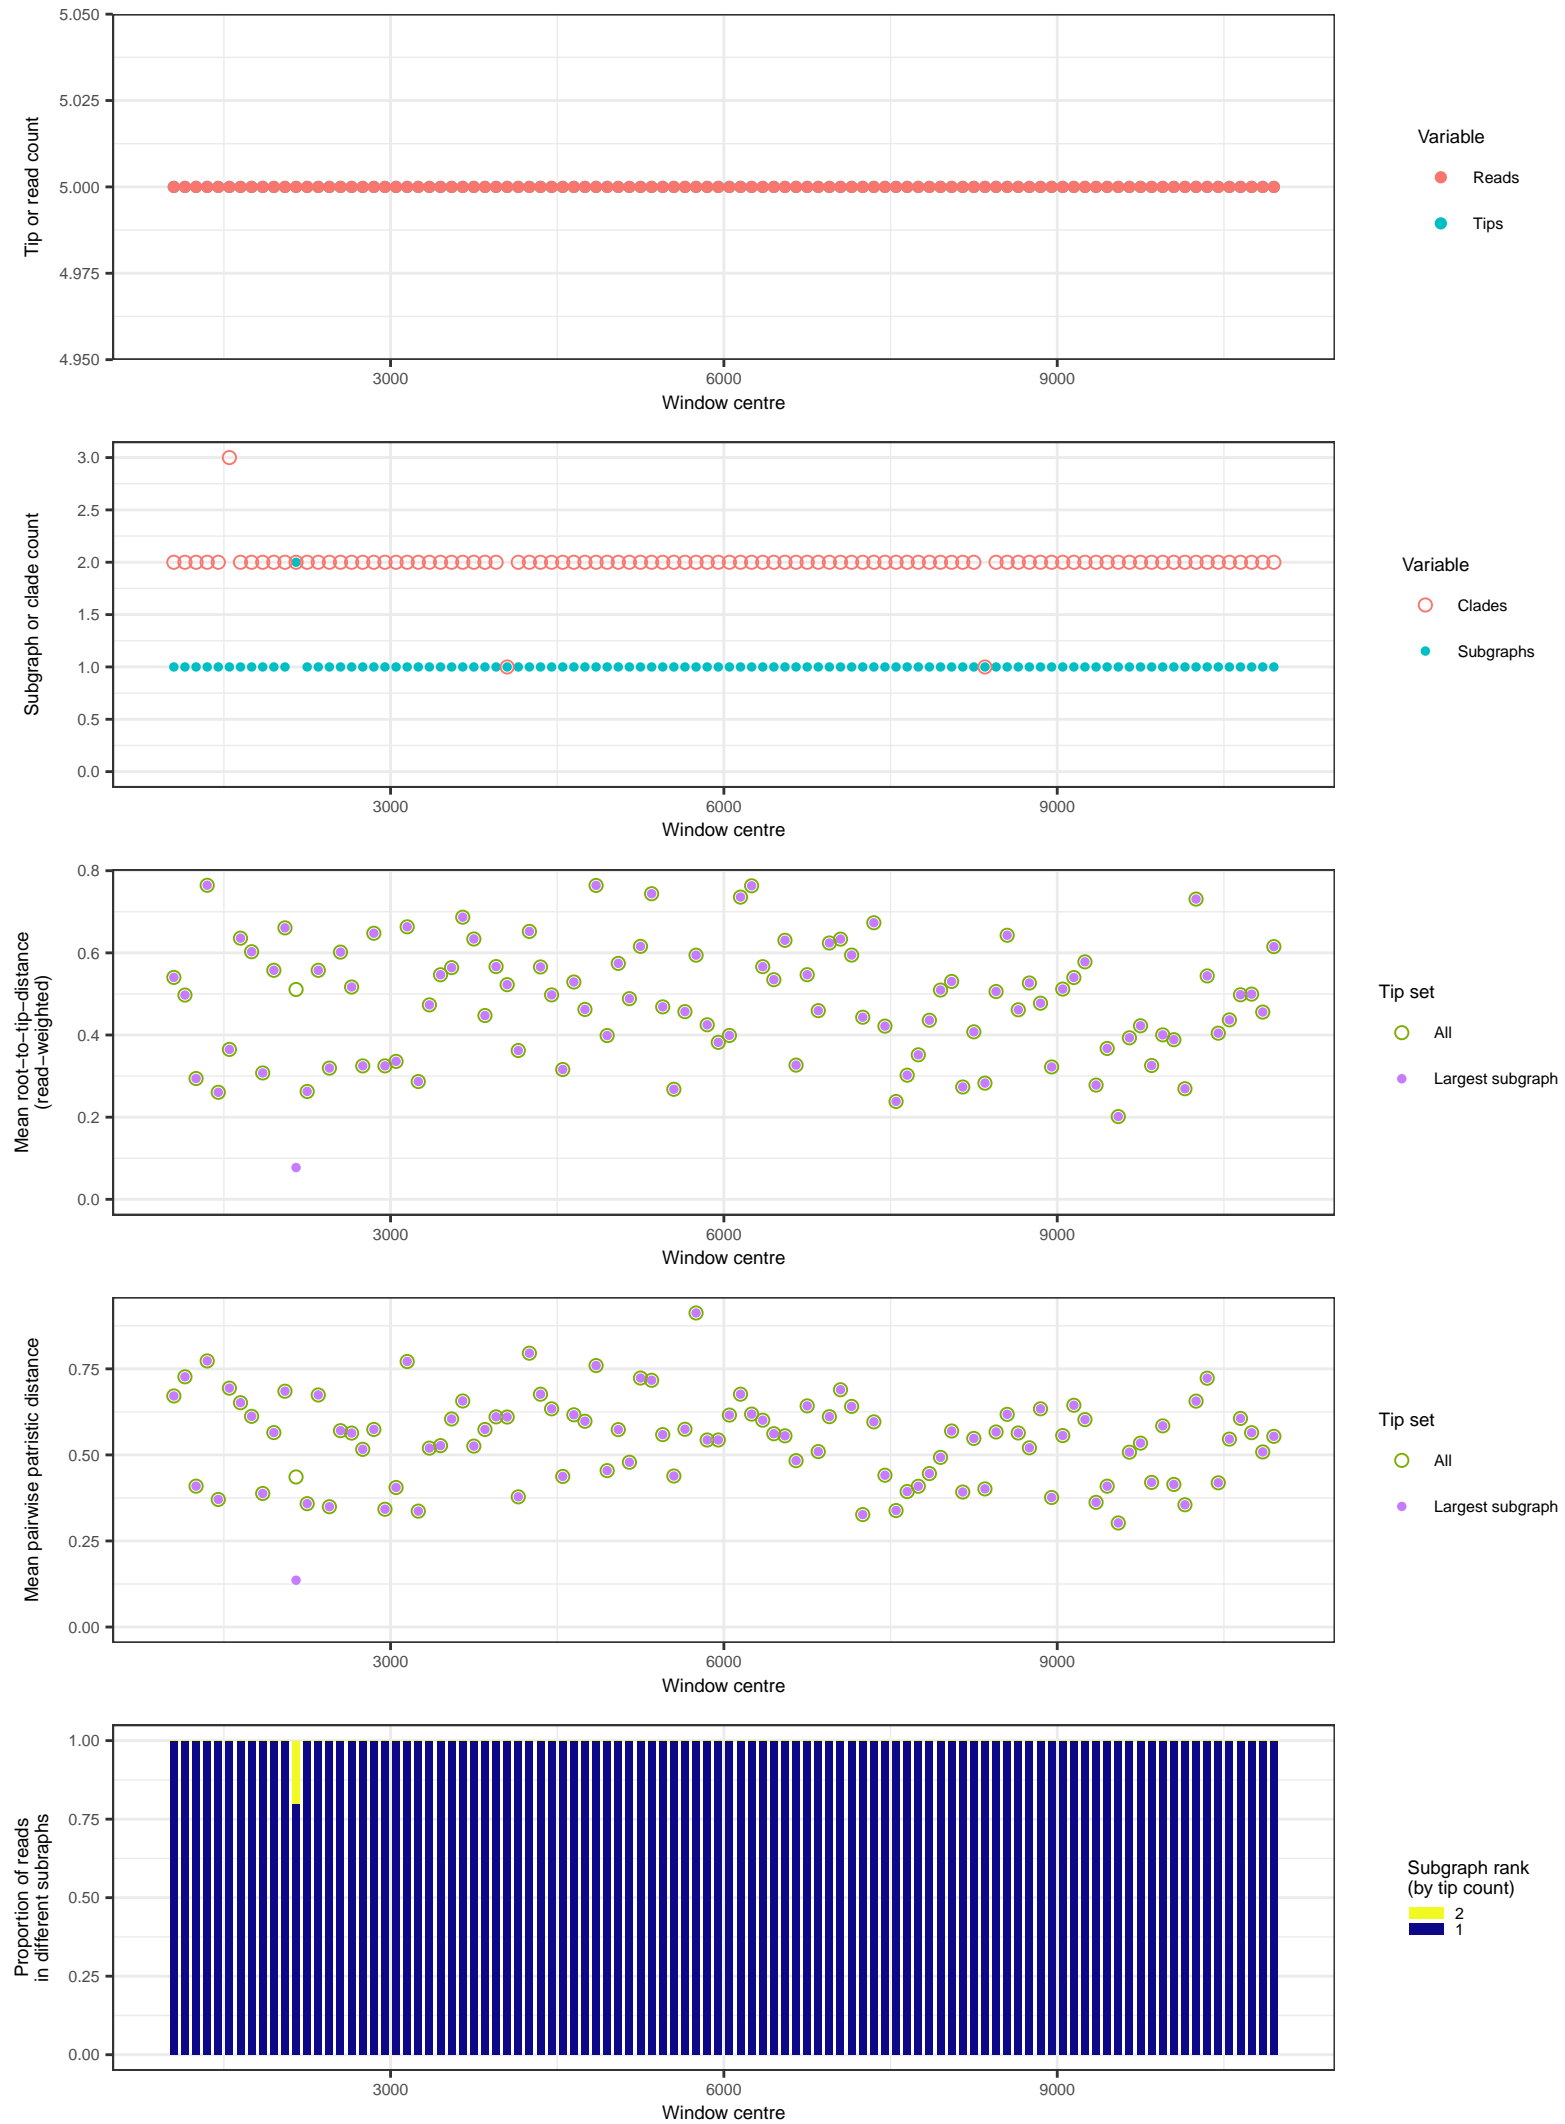 5.050
5.025
5.000
4.975
4.950
Tip or read count
3000
6000
9000
Window centre
Variable
Reads
Tips
3.0
2.5
2.0
1.5
1.0
0.5
0.0
Subgraph or clade count
3000
6000
9000
Window centre
Variable
Clades
Subgraphs
0.8
0.6
0.4
0.2
0.0
Mean root−to−tip−distance
(read−weighted)
3000
6000
9000
Window centre
Tip set
All
Largest subgraph
0.75
0.50
0.25
0.00
Mean pairwise patristic distance
3000
6000
9000
Window centre
Tip set
All
Largest subgraph
1.00
0.75
0.50
0.25
0.00
Proportion of reads
in different subraphs
3000
6000
9000
Window centre
Subgraph rank
(by tip count)
2
1